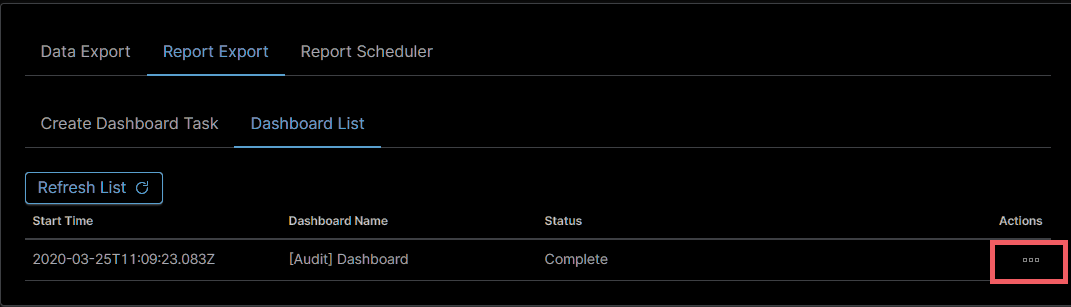 Data Export Report Export Report Scheduler
Create Dashboard Task Dashboard List
Refresh List
Start Time Dashboard Name Status Actions
2020-03-25T11:09:23.083Z [Audit] Dashboard Complete